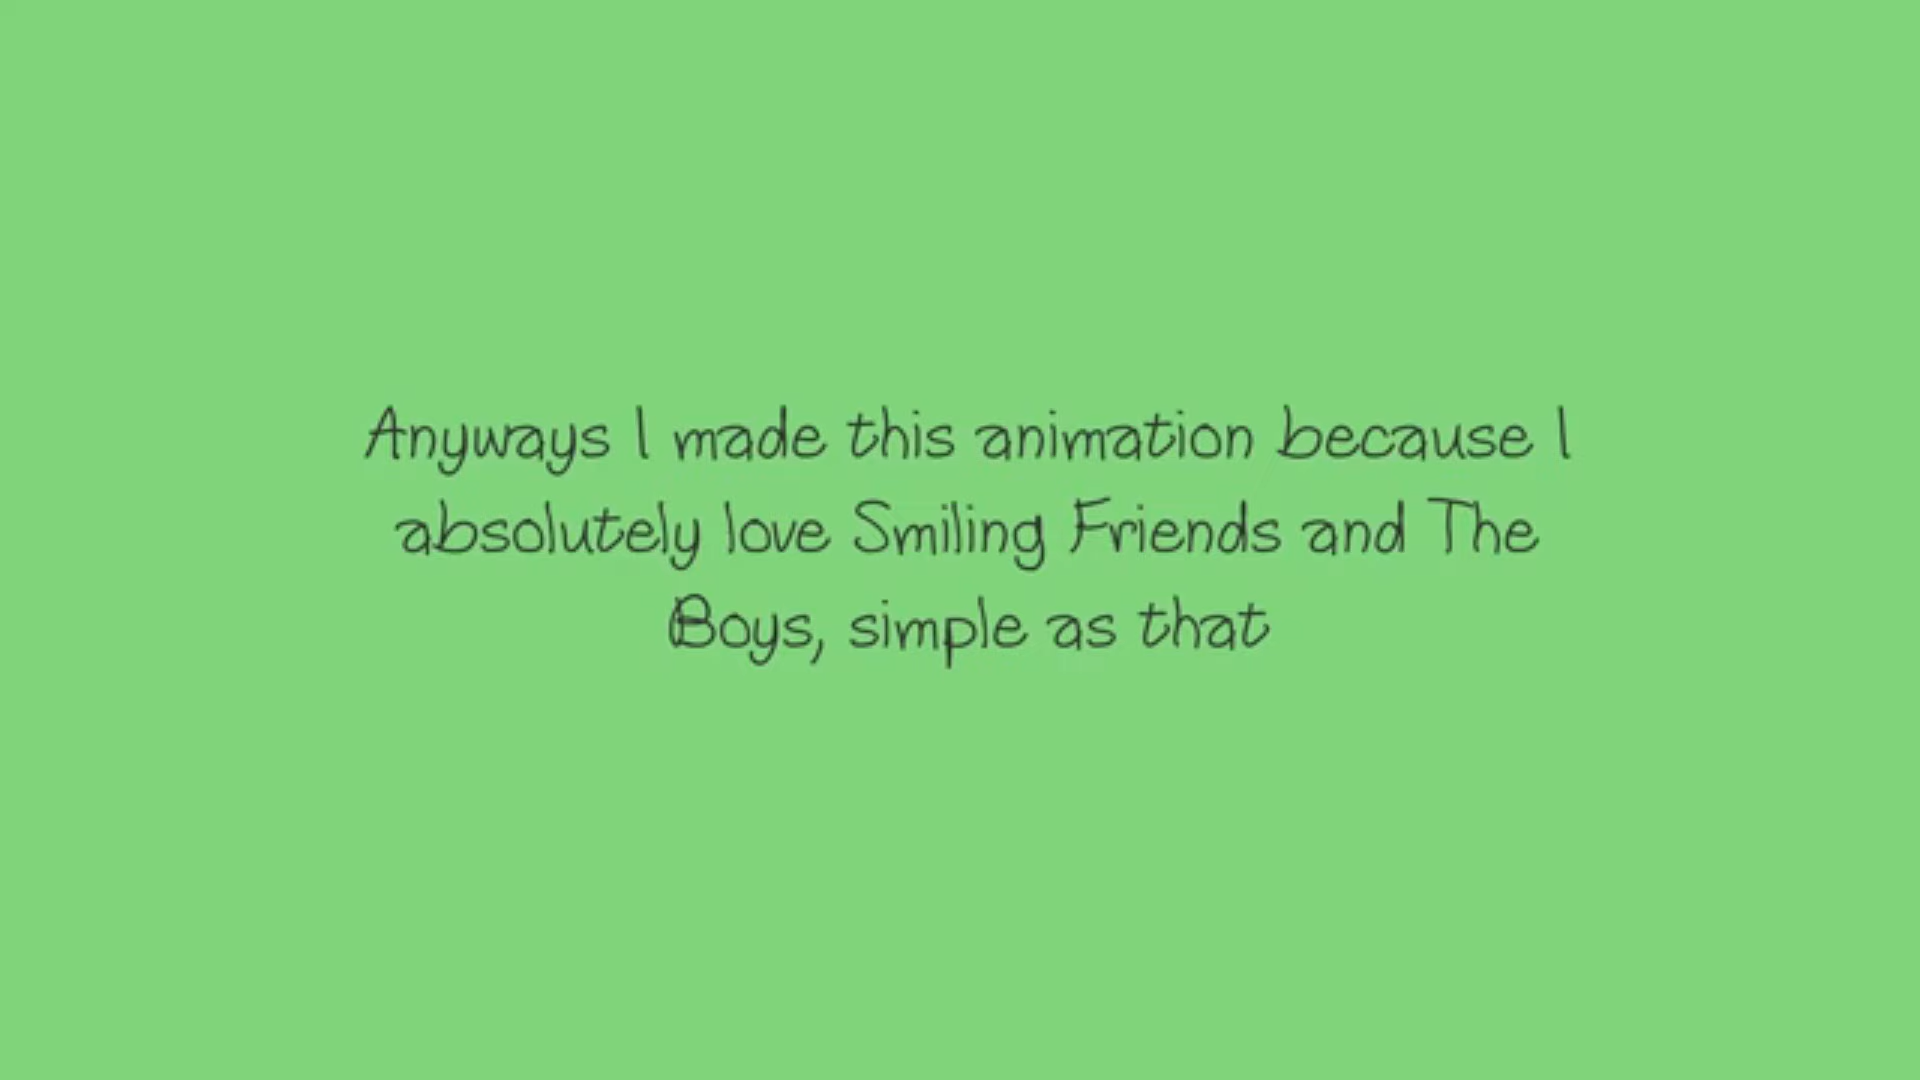 Anyways I made this animation because I
absolutely love Smiling Friends and The
Boys, simple as that